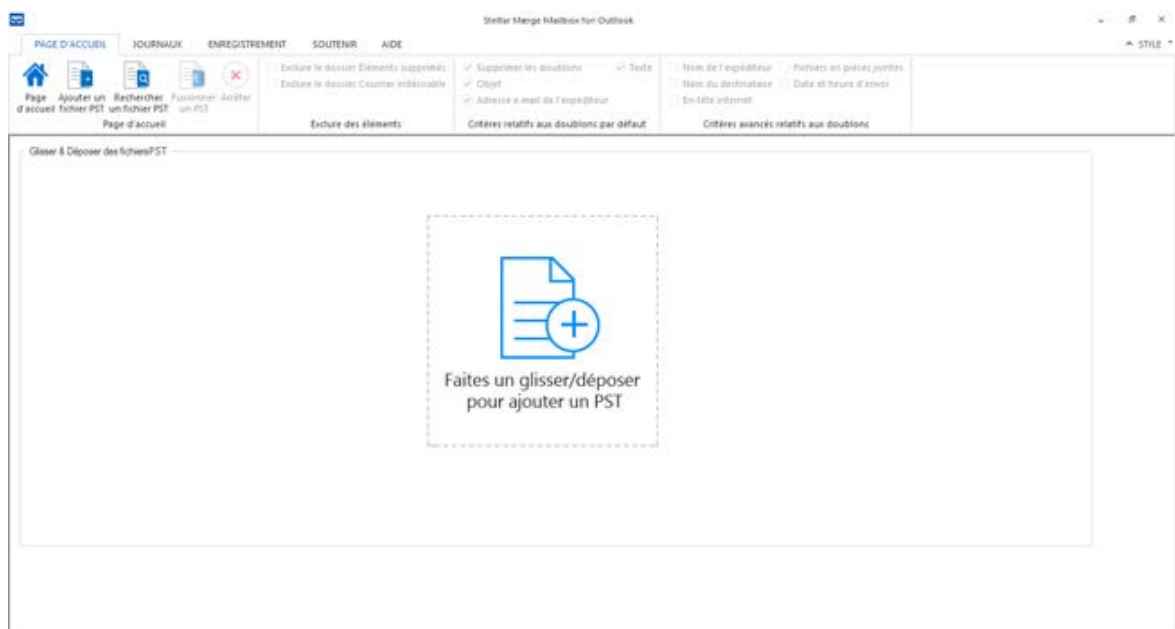 Stellar Merge Mailbox for Outlook
PAGE D'ACCUEIL JOURNAUX ENREGISTREMENT SOUTENIR AIDE STYLE
Page d'accueil
Ajouter un fichier PST
Rechercher un fichier PST
Fusionner un PST
Arrêter
Page d'accueil
Exclure le dossier Éléments supprimés
Exclure le dossier Courrier indésirable
Exclure des éléments
Supprimer les doublons
Texte
Objet
Adresse e-mail de l'expéditeur
Critères relatifs aux doublons par défaut
Nom de l'expéditeur
Fichiers en pièces jointes
Nom du destinataire
Date et heure d'envoi
En-tête internet
Critères avancés relatifs aux doublons
Glisser & Déposer des fichiersPST
Faites un glisser/déposer
pour ajouter un PST